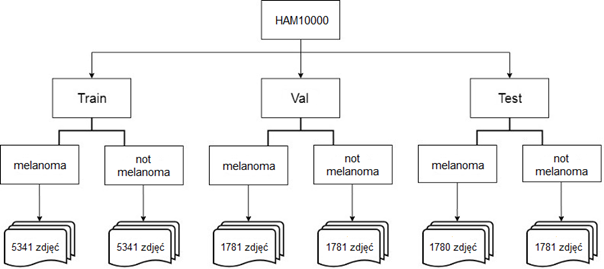 HAM10000
Train
Val
Test
melanoma
not
melanoma
melanoma
not
melanoma
melanoma
not
melanoma
5341 zdjęć
5341 zdjęć
1781 zdjęć
1781 zdjęć
1780 zdjęć
1781 zdjęć